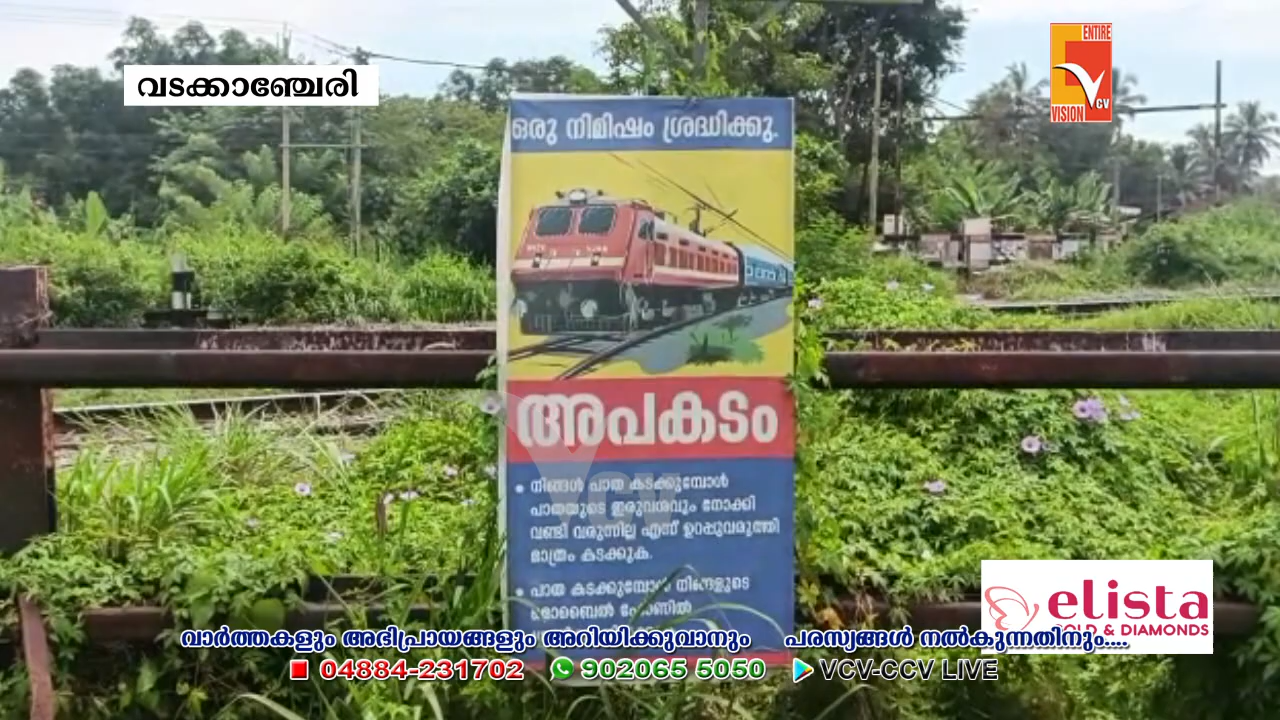 വടക്കാഞ്ചേരി
ENTIRE
VCV
VISION
ഒരു നിമിഷം ശ്രദ്ധിക്കു.
അപകടം
• നിങ്ങൾ പാത കടക്കുമ്പോൾ
പാതയുടെ ഇരുവശവും നോക്കി
വണ്ടി വരുന്നില്ല എന്ന് ഉറപ്പുവരുത്തി
മാത്രം കടക്കുക.
• പാത കടക്കുമ്പോൾ നിങ്ങളുടെ
മൊബൈൽ ഫോണിൽ
VCV
elista
GOLD & DIAMONDS
വാർത്തകളും അഭിപ്രായങ്ങളും അറിയിക്കുവാനും പരസ്യങ്ങൾ നൽകുന്നതിനും....
04884-231702 902065 5050 VCV-CCV LIVE